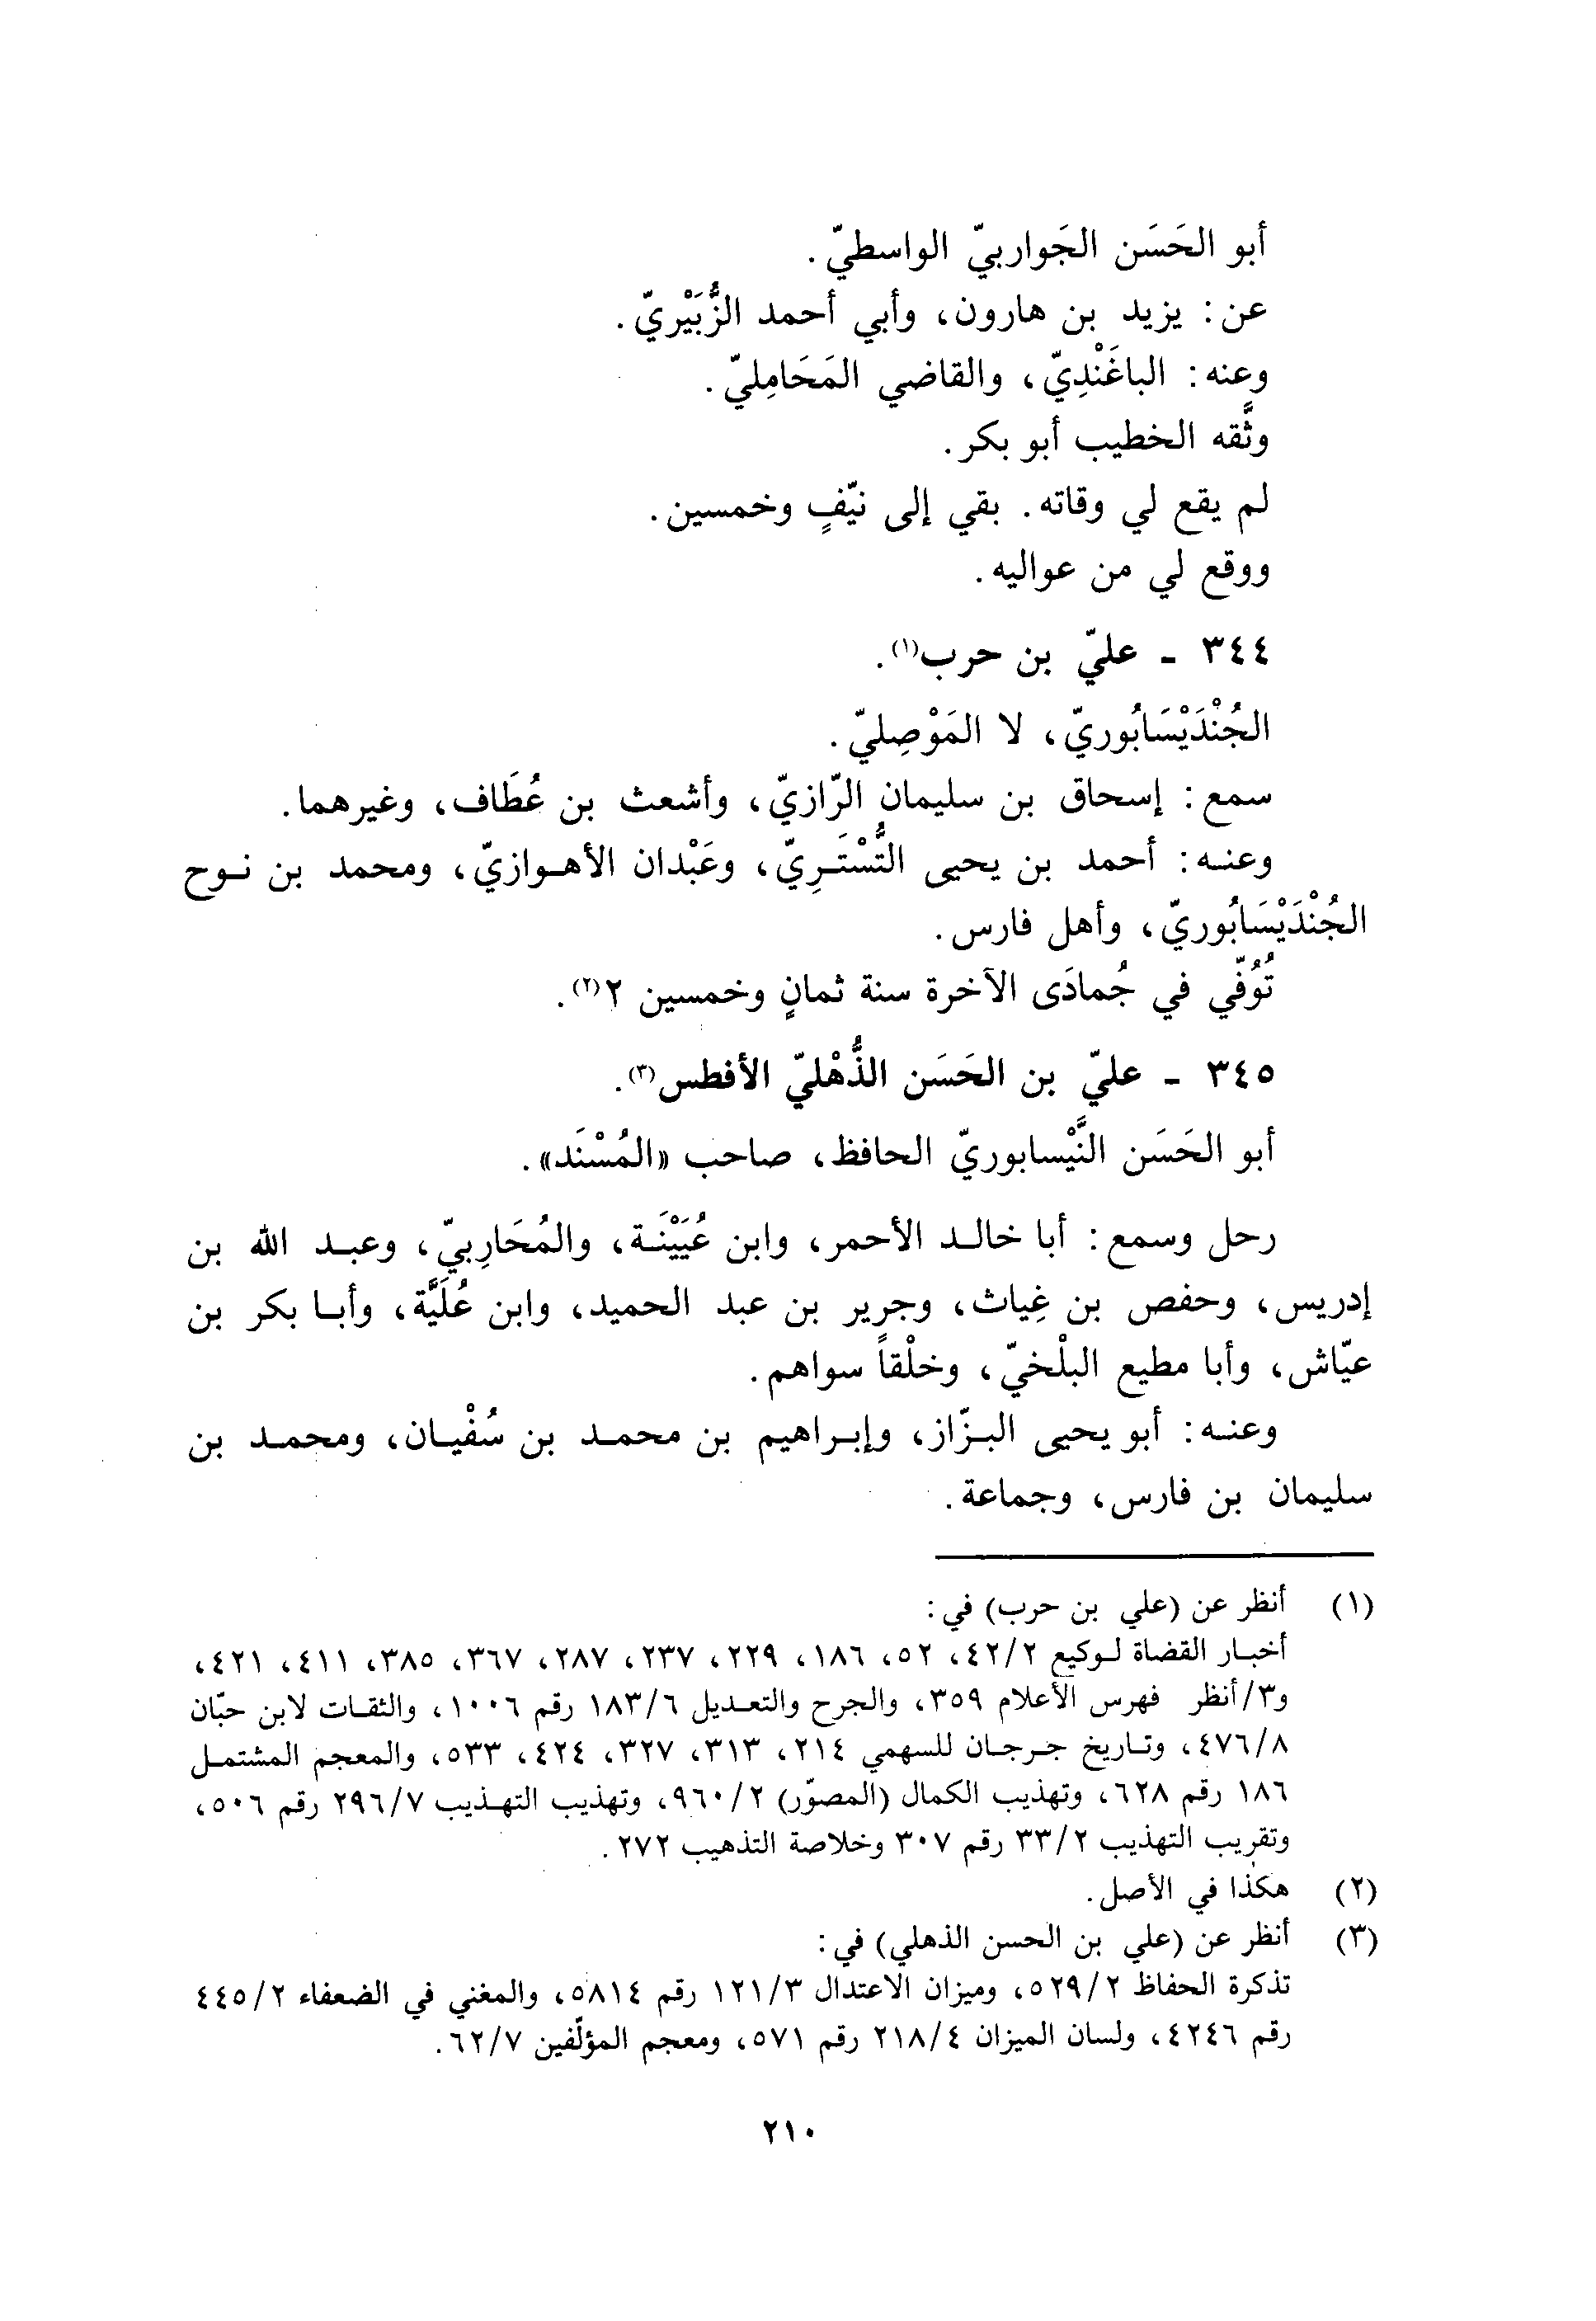 أبو الحَسَن الجَواربيّ الواسطيّ.
عن: يزيد بن هارون، وأبي أحمد الزُّبَيْريّ.
وعنه: الباغَنْدِيّ، والقاضي المَحَامِليّ.
وثَّقه الخطيب أبو بكر.
لم يقع لي وقاته. بقي إلى نيّفٍ وخمسين.
ووقع لي من عواليه.
٣٤٤ - عليّ بن حرب(١).
الجُنْدَيْسَابُوريّ، لا المَوْصِليّ.
سمع: إسحاق بن سليمان الرّازيّ، وأشعث بن عُطَاف، وغيرهما.
وعنه: أحمد بن يحيى التُّسْتَرِيّ، وعَبْدان الأهوازيّ، ومحمد بن نوح
الجُنْدَيْسَابُوريّ، وأهل فارس.
تُوُفّي في جُمادَى الآخرة سنة ثمانٍ وخمسين ٢(٢).
٣٤٥ - عليّ بن الحَسَن الذُّهْليّ الأفطس(٣).
أبو الحَسَن النَّيْسابوريّ الحافظ، صاحب «المُسْنَد».
رحل وسمع: أبا خالد الأحمر، وابن عُيَيْنَة، والمُحَارِبيّ، وعبد الله بن
إدريس، وحفص بن غِياث، وجرير بن عبد الحميد، وابن عُلَيَّة، وأبا بكر بن
عيّاش، وأبا مطيع البلْخيّ، وخلْقاً سواهم.
وعنه: أبو يحيى البزّاز، وإبراهيم بن محمد بن سُفْيان، ومحمد بن
سليمان بن فارس، وجماعة.
(١) أنظر عن (علي بن حرب) في:
أخبار القضاة لوكيع ٤٢/٢، ٥٢، ١٨٦، ٢٢٩، ٢٣٧، ٢٨٧، ٣٦٧، ٣٨٥، ٤١١، ٤٢١،
و٣/أنظر فهرس الأعلام ٣٥٩، والجرح والتعديل ١٨٣/٦ رقم ١٠٠٦، والثقات لابن حبّان
٤٧٦/٨، وتاريخ جرجان للسهمي ٢١٤، ٣١٣، ٣٢٧، ٤٢٤، ٥٣٣، والمعجم المشتمل
١٨٦ رقم ٦٢٨، وتهذيب الكمال (المصوّر) ٩٦٠/٢، وتهذيب التهذيب ٢٩٦/٧ رقم ٥٠٦،
وتقريب التهذيب ٣٣/٢ رقم ٣٠٧ وخلاصة التذهيب ٢٧٢.
(٢) هكذا في الأصل.
(٣) أنظر عن (علي بن الحسن الذهلي) في:
تذكرة الحفاظ ٥٢٩/٢، وميزان الاعتدال ١٢١/٣ رقم ٥٨١٤، والمغني في الضعفاء ٤٤٥/٢
رقم ٤٢٤٦، ولسان الميزان ٢١٨/٤ رقم ٥٧١، ومعجم المؤلّفين ٦٢/٧.
٢١٠